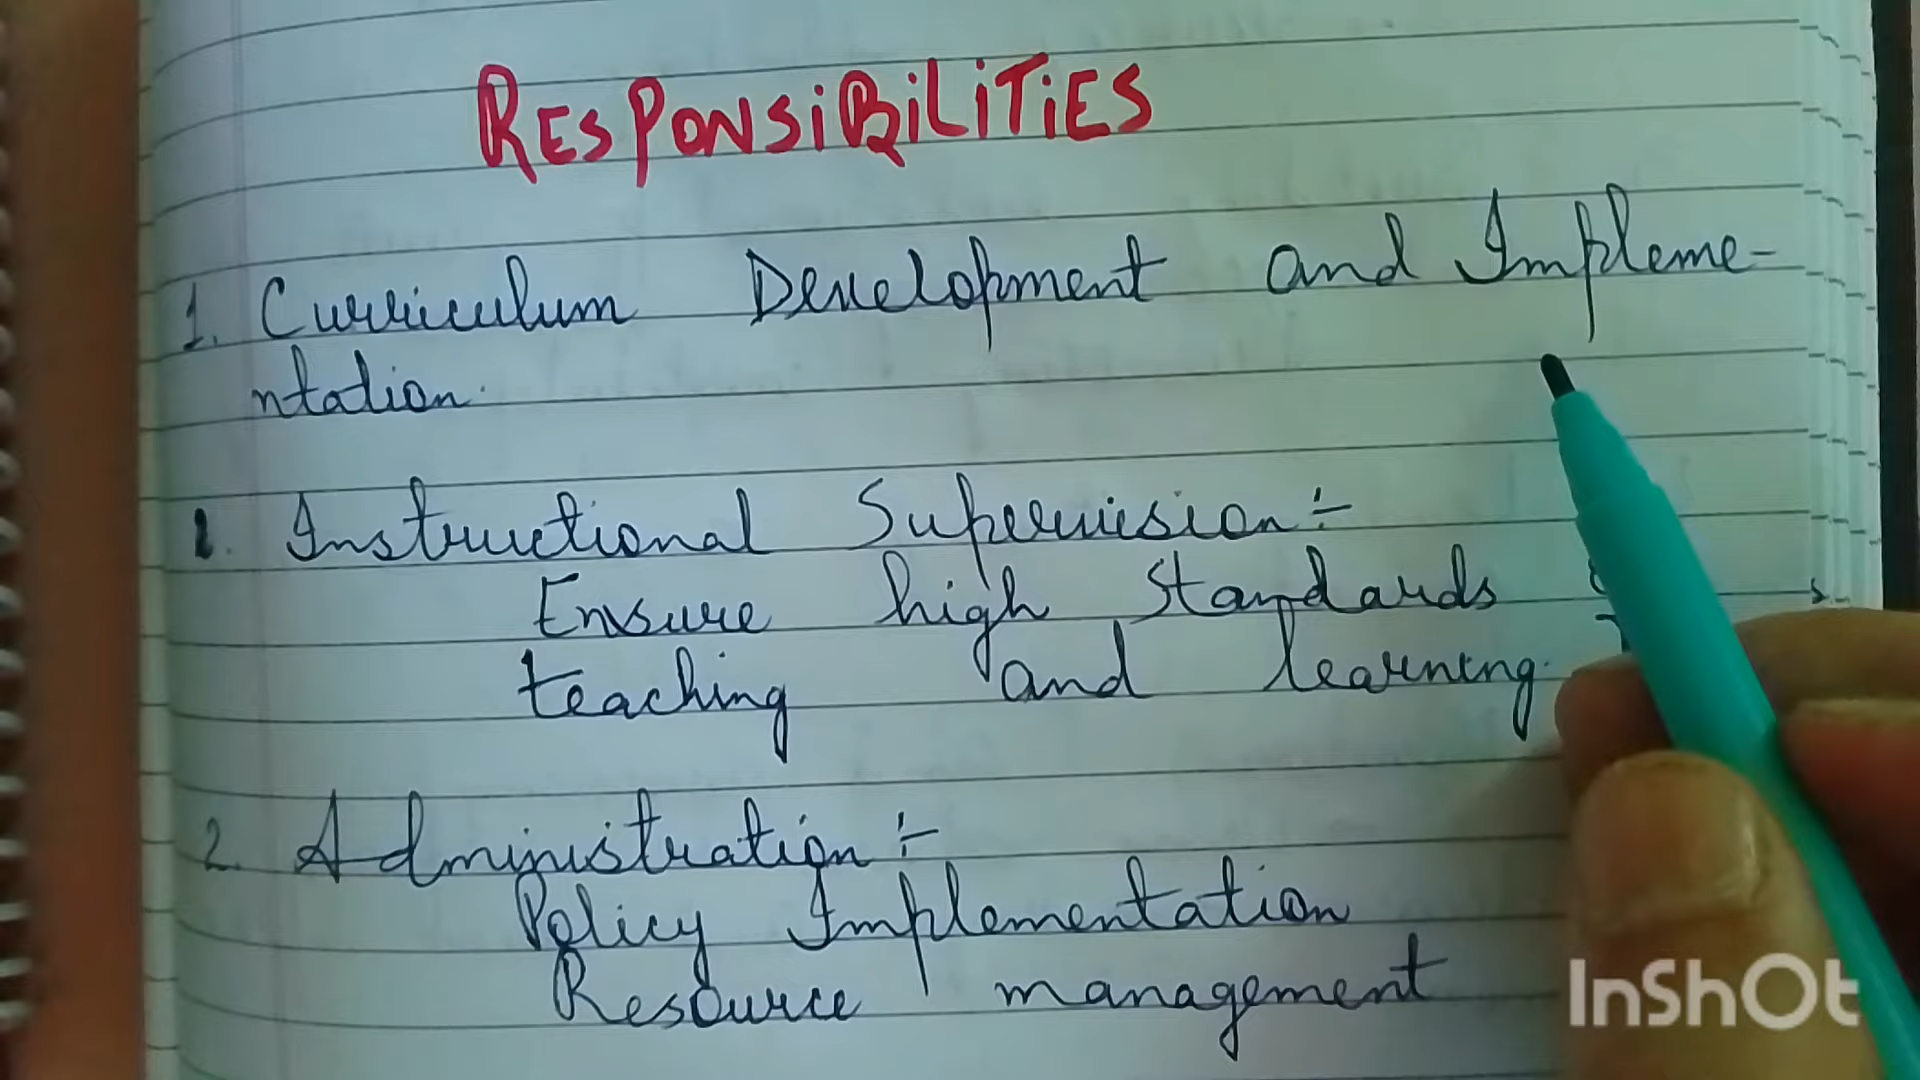 RESPONSiBiLiTiES
1. Curriculum Development and Impleme-
ntation.
2. Instructional Supervision :-
Ensure high standards
teaching and learning.
2. Administration :-
Policy Implementation
Resource management
InShOt